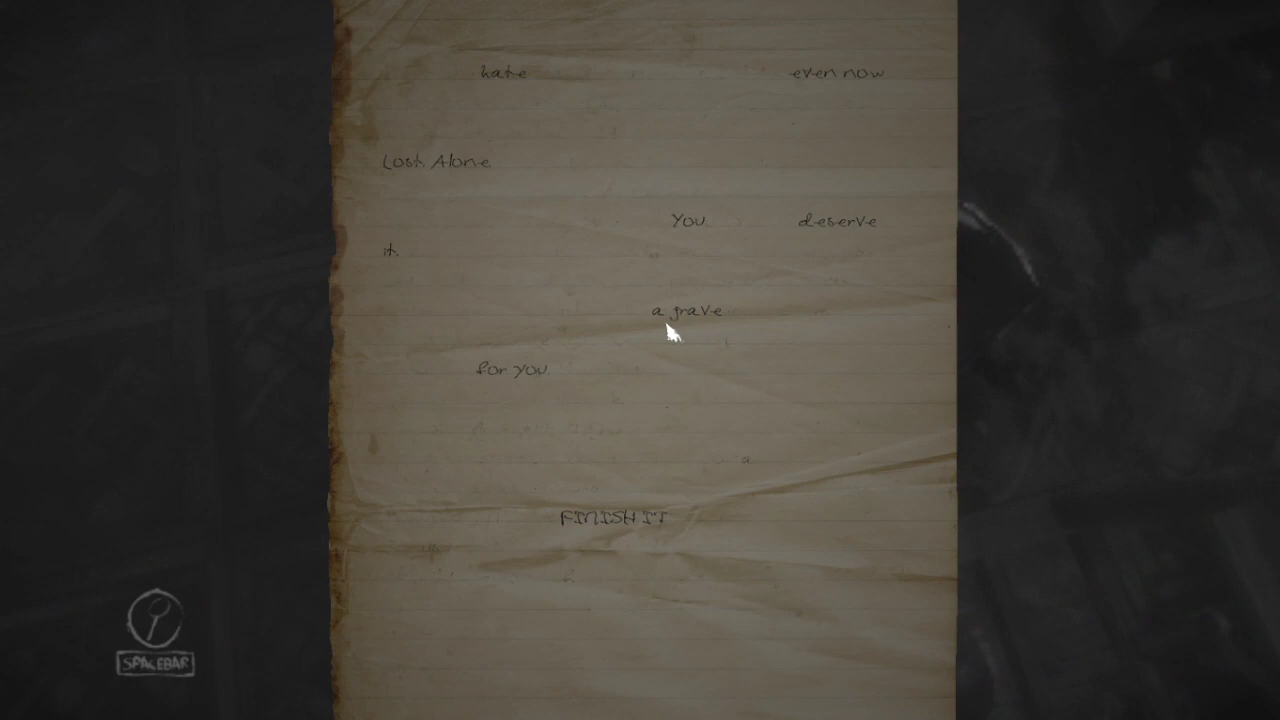 hate even now
Lost. Alone
You deserve
it.
a grave
for you
a
FINISH IT
SPACEBAR